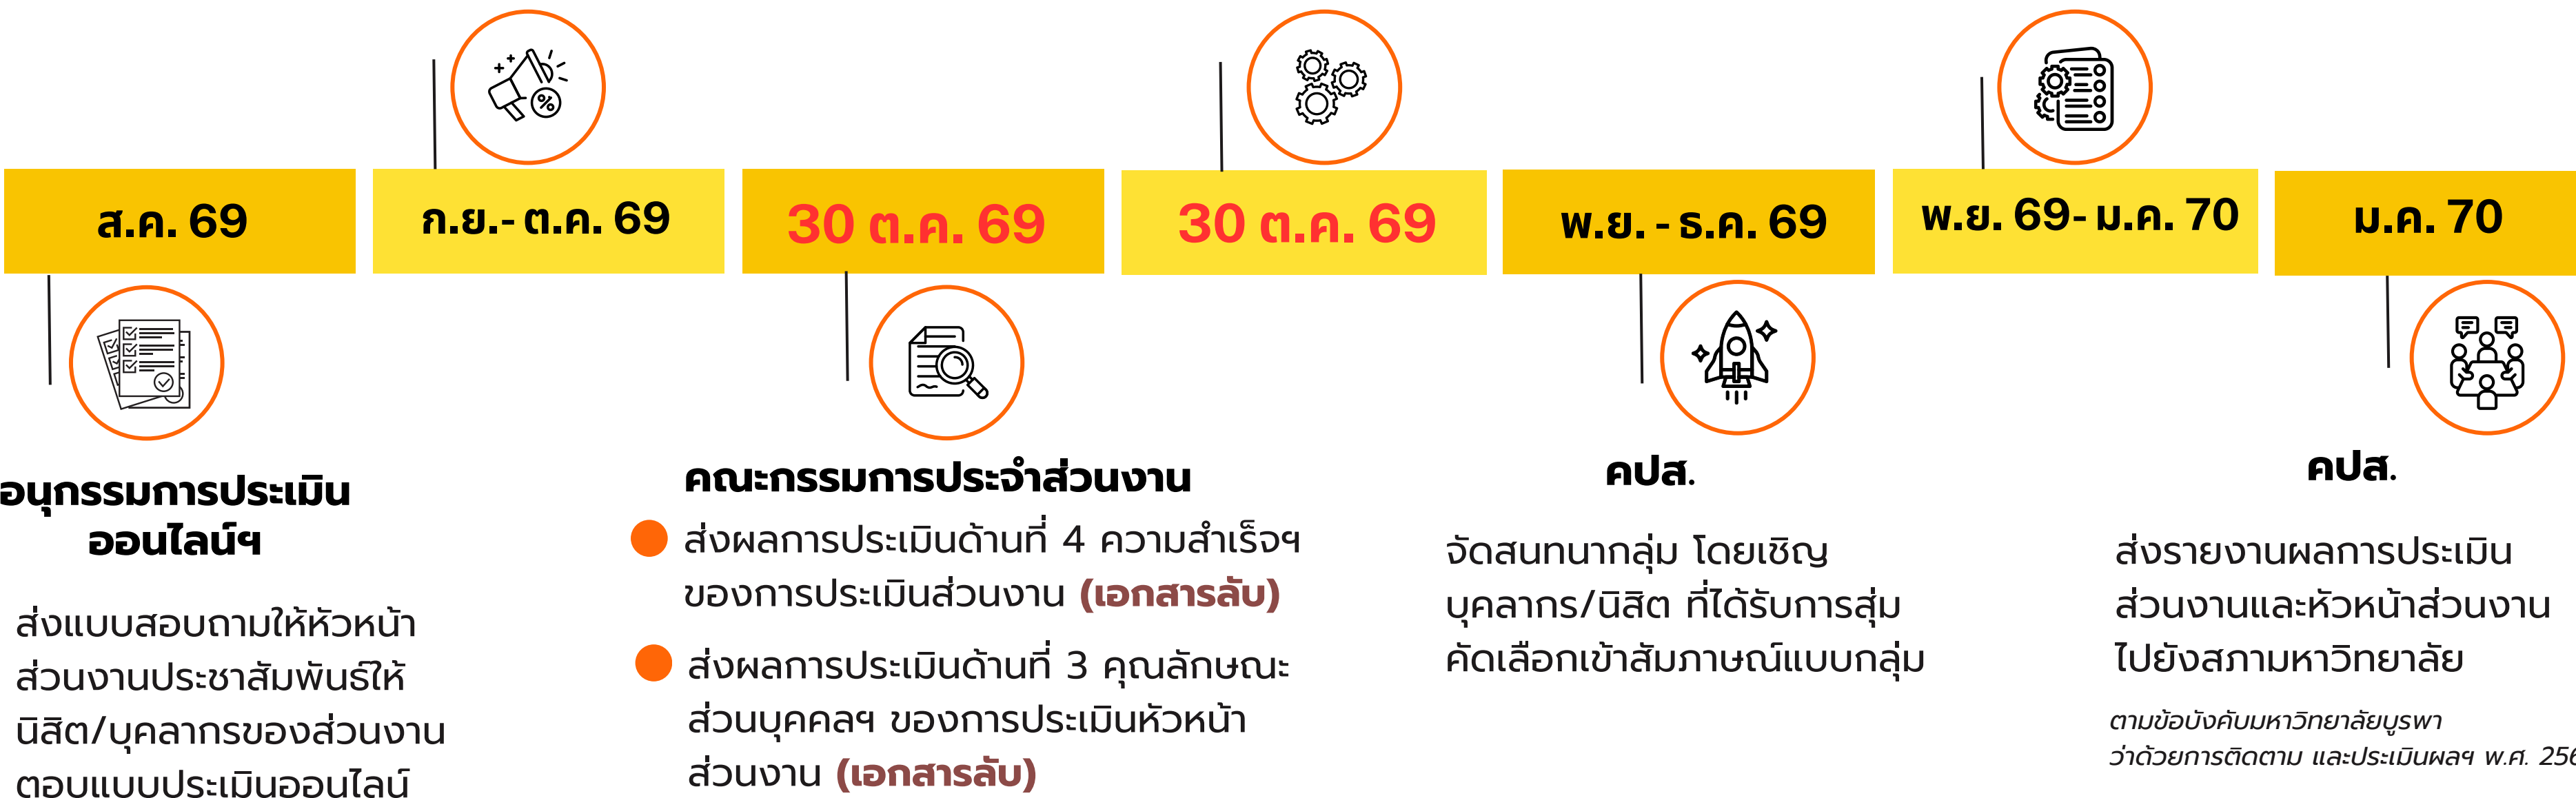 ส.ค. 69
ก.ย.- ต.ค. 69
30 ต.ค. 69
30 ต.ค. 69
พ.ย. - ธ.ค. 69
พ.ย. 69- ม.ค. 70
ม.ค. 70
อนุกรรมการประเมิน
ออนไลน์ฯ
ส่งแบบสอบถามให้หัวหน้า
ส่วนงานประชาสัมพันธ์ให้
นิสิต/บุคลากรของส่วนงาน
ตอบแบบประเมินออนไลน์
คณะกรรมการประจำส่วนงาน
ส่งผลการประเมินด้านที่ 4 ความสำเร็จฯ
ของการประเมินส่วนงาน (เอกสารลับ)
ส่งผลการประเมินด้านที่ 3 คุณลักษณะ
ส่วนบุคคลฯ ของการประเมินหัวหน้า
ส่วนงาน (เอกสารลับ)
คปส.
จัดสนทนากลุ่ม โดยเชิญ
บุคลากร/นิสิต ที่ได้รับการสุ่ม
คัดเลือกเข้าสัมภาษณ์แบบกลุ่ม
คปส.
ส่งรายงานผลการประเมิน
ส่วนงานและหัวหน้าส่วนงาน
ไปยังสภามหาวิทยาลัย
ตามข้อบังคับมหาวิทยาลัยบูรพา
ว่าด้วยการติดตาม และประเมินผลฯ พ.ศ.